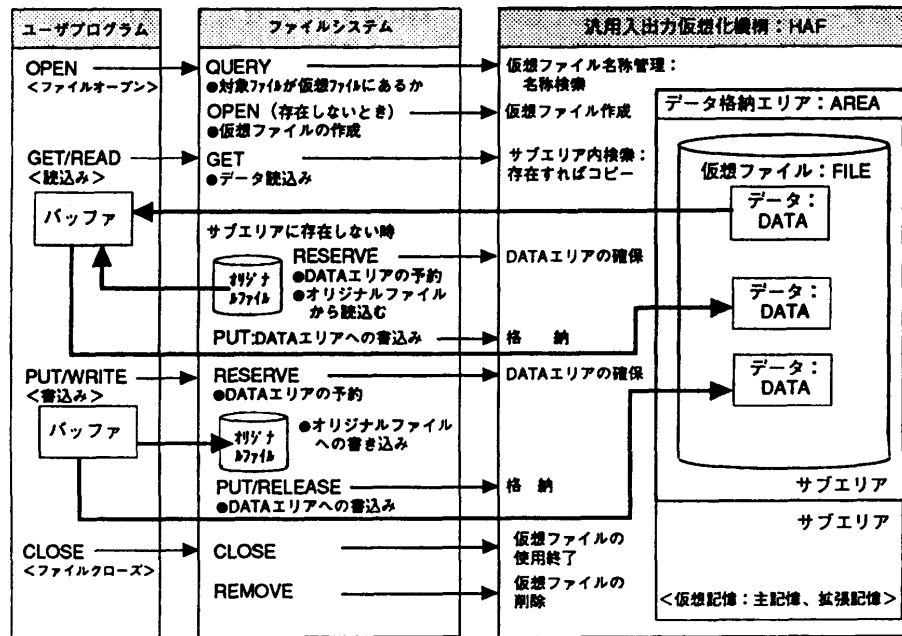 ユーザプログラム
ファイルシステム
汎用入出力仮想化機構：HAF
OPEN
<ファイルオープン>
QUERY
●対象ファイルが仮想ファイルにあるか
仮想ファイル名称管理：
名称検索
OPEN（存在しないとき）
●仮想ファイルの作成
仮想ファイル作成
データ格納エリア：AREA
GET/READ
<読込み>
GET
●データ読込み
サブエリア内検索：
存在すればコピー
仮想ファイル：FILE
バッファ
データ：
DATA
サブエリアに存在しない時
オリジナ
ルファイル
RESERVE
●DATAエリアの予約
●オリジナルファイル
から読込む
DATAエリアの確保
データ：
DATA
PUT:DATAエリアへの書込み
格　納
PUT/WRITE
<書込み>
RESERVE
●DATAエリアの予約
DATAエリアの確保
データ：
DATA
バッファ
オリジナ
ルファイル
●オリジナルファイル
への書き込み
PUT/RELEASE
●DATAエリアへの書込み
格 納
サブエリア
サブエリア
CLOSE
<ファイルクローズ>
CLOSE
仮想ファイルの
使用終了
REMOVE
仮想ファイルの
削除
<仮想記憶：主記憶、拡張記憶>